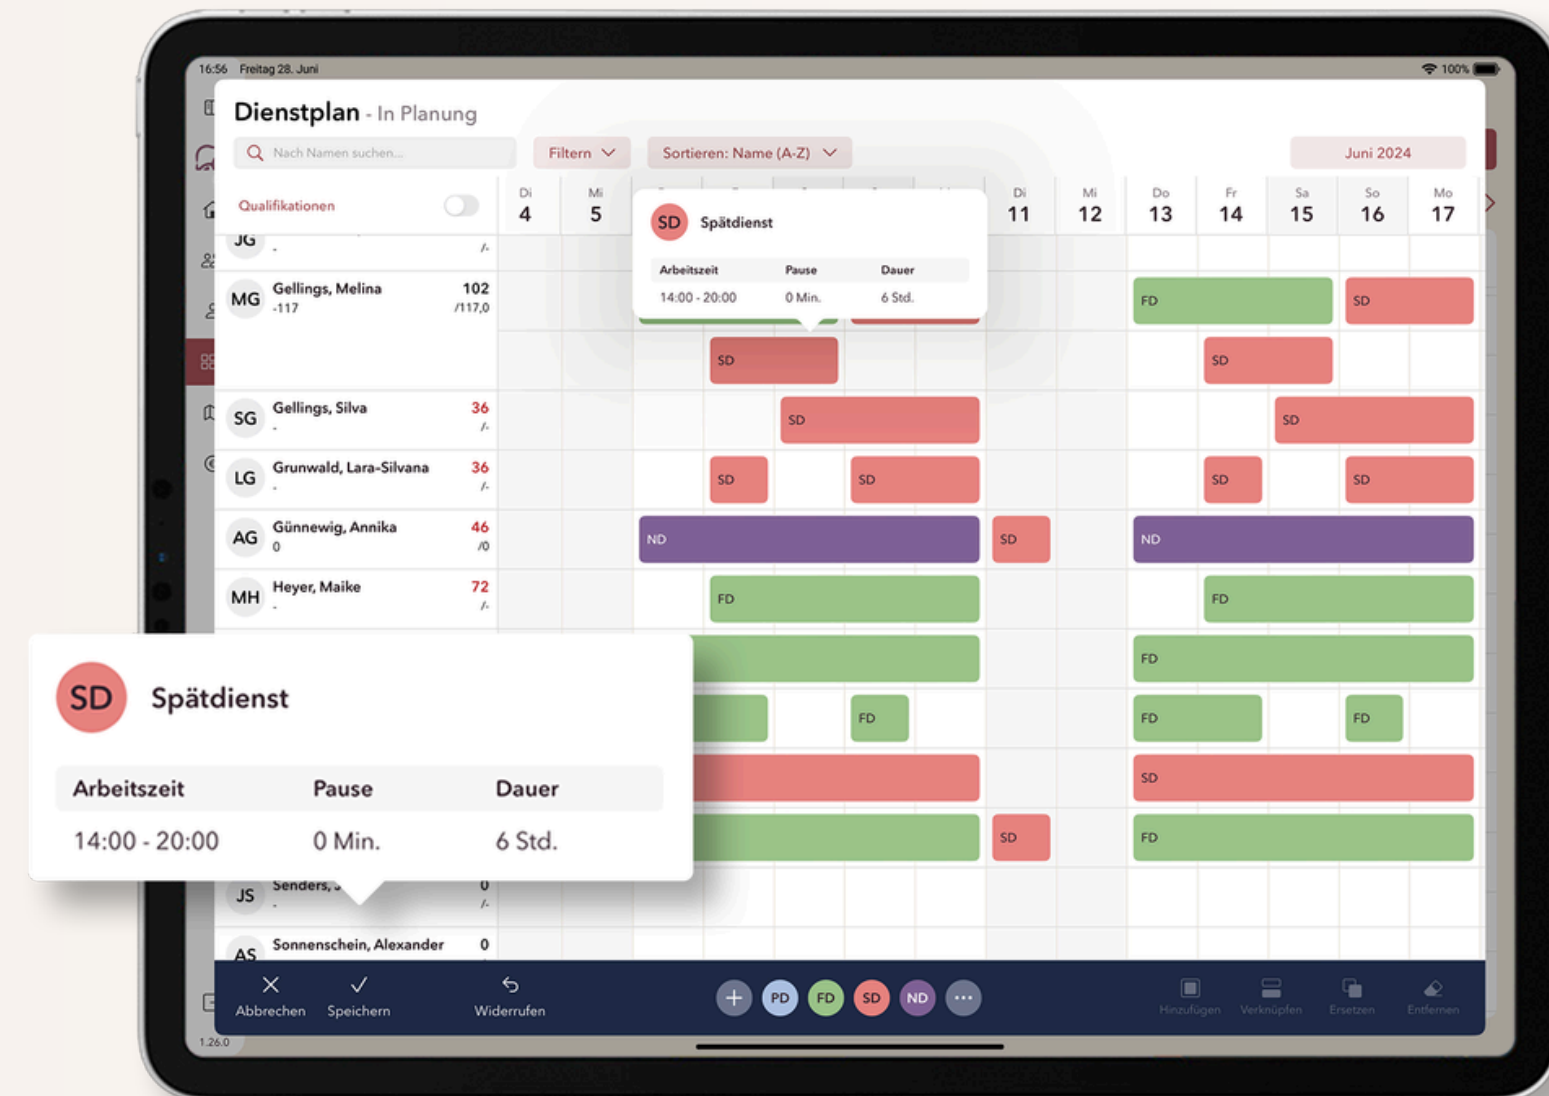 16:56 Freitag 28. Juni
100%
Dienstplan - In Planung
Nach Namen suchen...
Filtern
Sortieren: Name (A-Z)
Juni 2024
Qualifikationen
Di 4
Mi 5
Di 11
Mi 12
Do 13
Fr 14
Sa 15
So 16
Mo 17
SD Spätdienst
Arbeitszeit Pause Dauer
14:00 - 20:00 0 Min. 6 Std.
JG - /-
MG Gellings, Melina 102
-117 /117,0
FD SD
SD SD
SG Gellings, Silva 36
- /-
SD SD
LG Grunwald, Lara-Silvana 36
- /-
SD SD SD SD
AG Günnewig, Annika 46
0 /0
ND SD ND
MH Heyer, Maike 72
- /-
FD FD
FD
FD FD FD
SD
SD FD
SD Spätdienst
Arbeitszeit Pause Dauer
14:00 - 20:00 0 Min. 6 Std.
JS Senders, 0
- /-
AS Sonnenschein, Alexander 0
Abbrechen
Speichern
Widerrufen
+ PD FD SD ND ...
Hinzufügen
Verknüpfen
Ersetzen
Entfernen
1.26.0